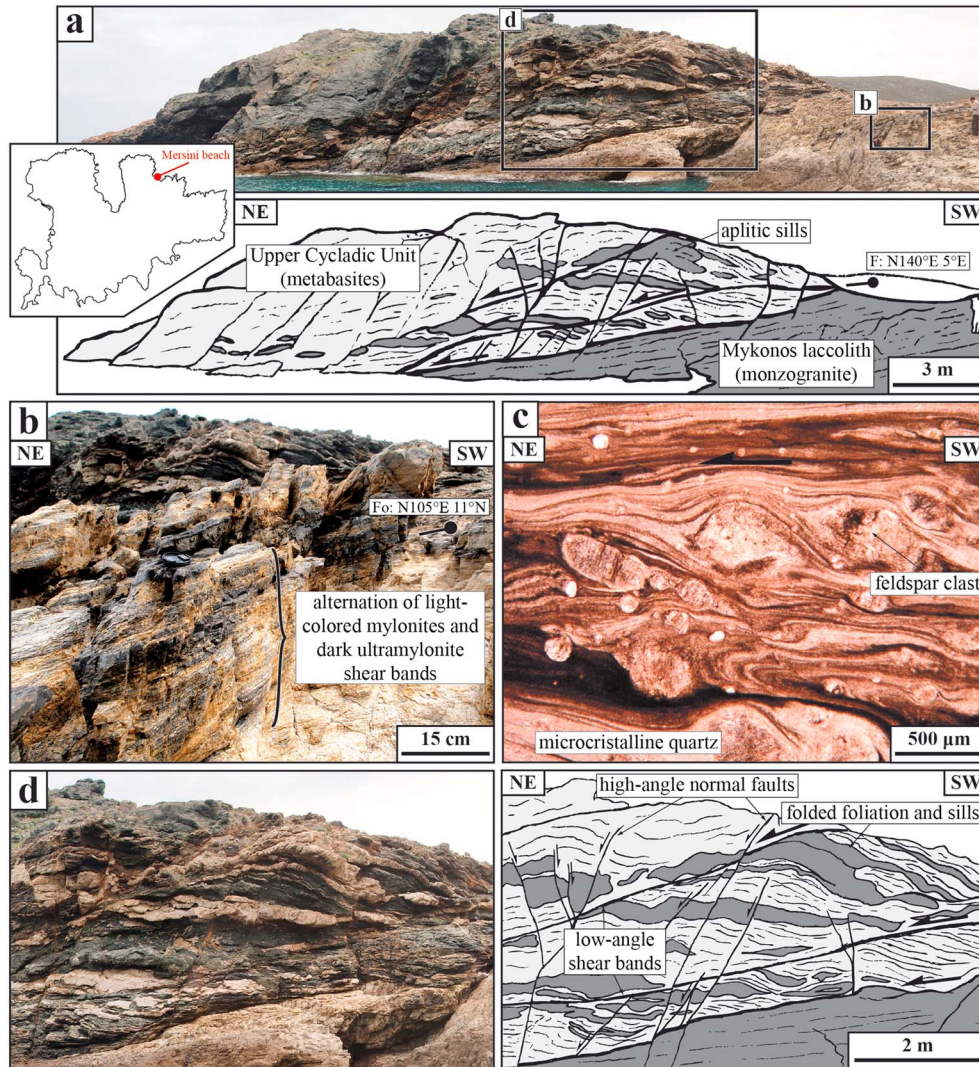 a
d
b
Mersini beach
NE
SW
aplitic sills
Upper Cycladic Unit
(metabasites)
F: N140°E 5°E
Mykonos laccolith
(monzogranite)
3 m
b
NE
SW
Fo: N105°E 11°N
alternation of light-
colored mylonites and
dark ultramylonite
shear bands
15 cm
c
NE
SW
feldspar clast
microcristalline quartz
500 µm
d
NE
SW
high-angle normal faults
folded foliation and sills
low-angle
shear bands
2 m